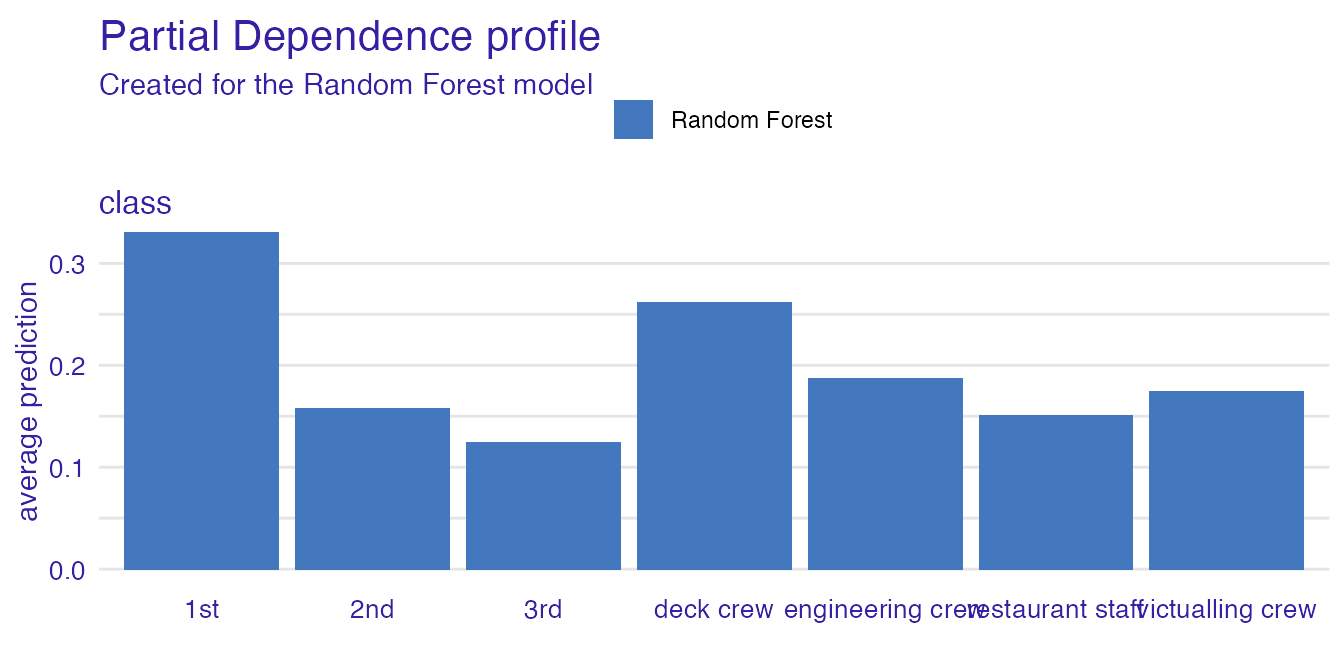 Partial Dependence profile
Created for the Random Forest model
Random Forest
class
average prediction
0.3
0.2
0.1
0.0
1st 2nd 3rd deck crew engineering crew restaurant staff victualling crew